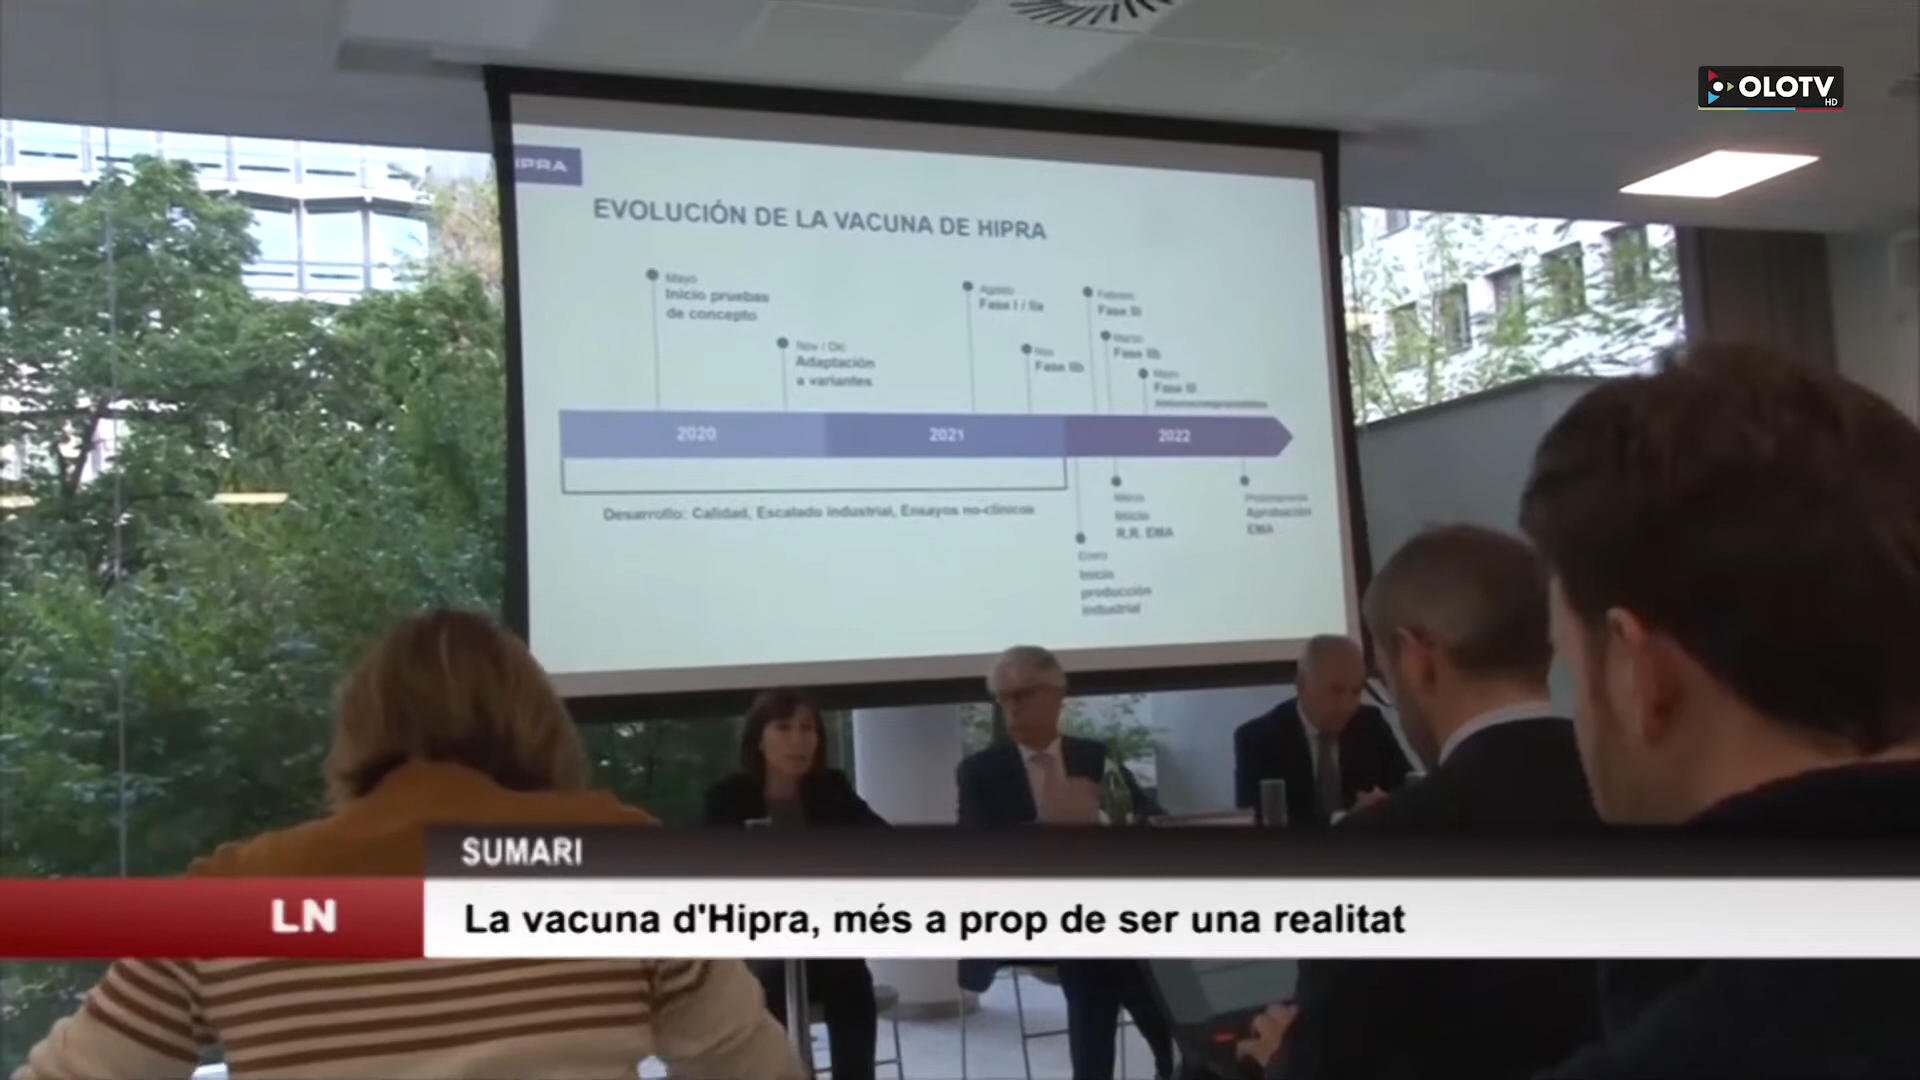 OLOTV
HD
IPRA
EVOLUCIÓN DE LA VACUNA DE HIPRA
Mayo
Inicio pruebas
de concepto
Nov / Dic
Adaptación
a variantes
Agosto
Fase I / IIa
Nov
Fase IIb
Febrero
Fase III
Marzo
Fase IIb
Mayo
Fase III
2020
2021
2022
Desarrollo: Calidad, Escalado industrial, Ensayos no-clínicos
Marzo
Inicio
R.R. EMA
Aprobación
EMA
Enero
Inicio
producción
industrial
SUMARI
LN
La vacuna d'Hipra, més a prop de ser una realitat